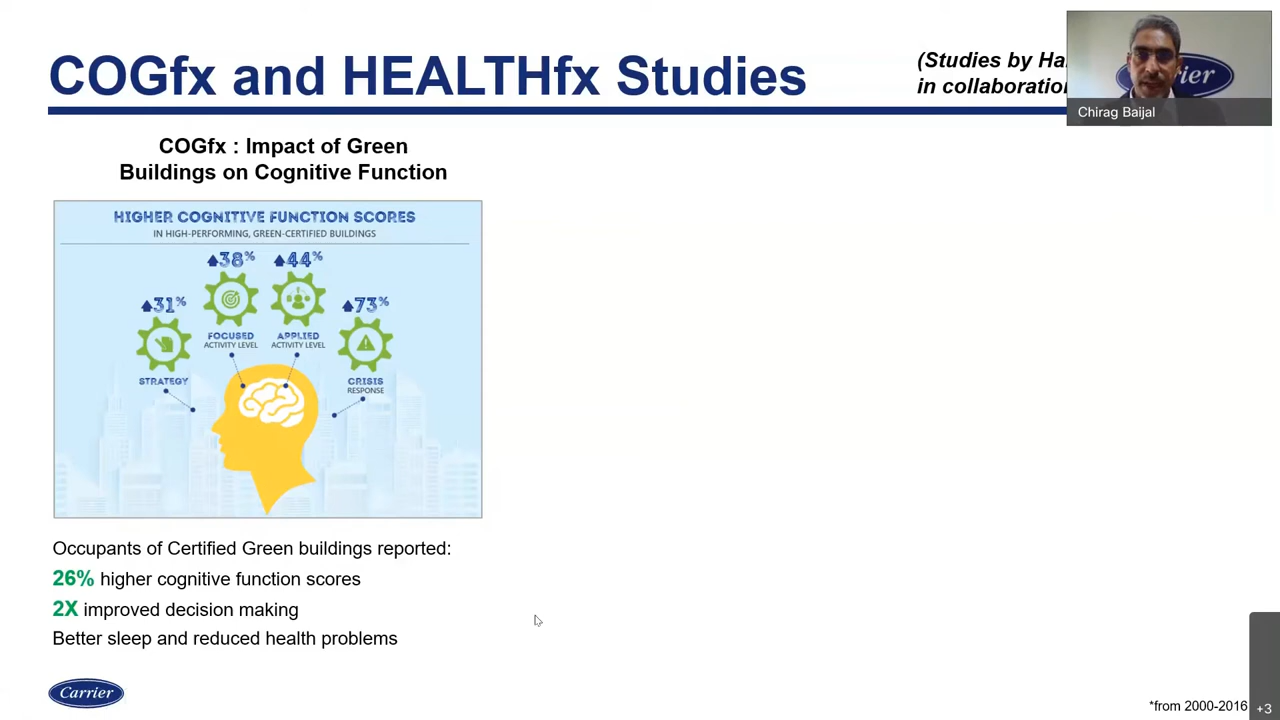 COGfx and HEALTHfx Studies
(Studies by Ha
in collaboration
Carrier
Chirag Baijal
COGfx : Impact of Green
Buildings on Cognitive Function
HIGHER COGNITIVE FUNCTION SCORES
IN HIGH-PERFORMING, GREEN-CERTIFIED BUILDINGS
38% 44%
31% 73%
FOCUSED
ACTIVITY LEVEL
APPLIED
ACTIVITY LEVEL
STRATEGY
CRISIS
RESPONSE
Occupants of Certified Green buildings reported:
26% higher cognitive function scores
2X improved decision making
Better sleep and reduced health problems
Carrier
*from 2000-2016
+3